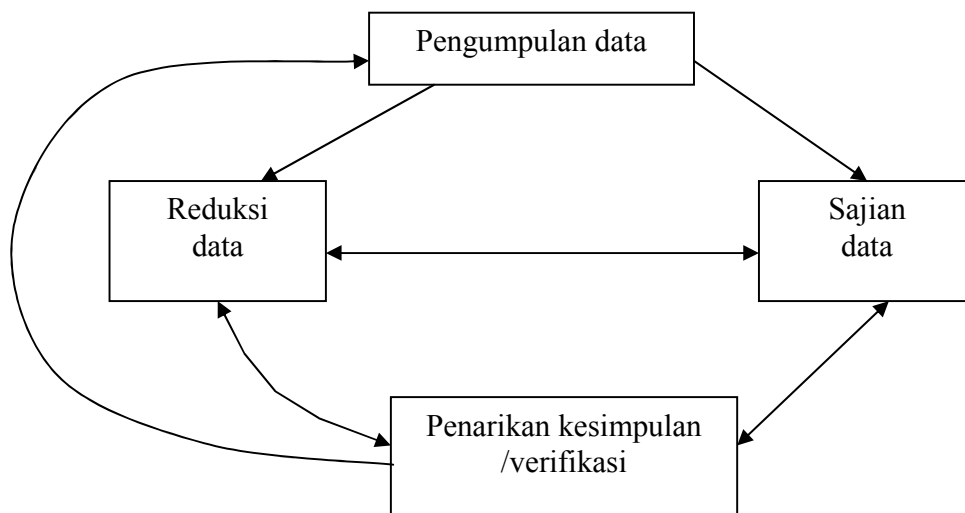 Pengumpulan data
Reduksi
data
Sajian
data
Penarikan kesimpulan
/verifikasi